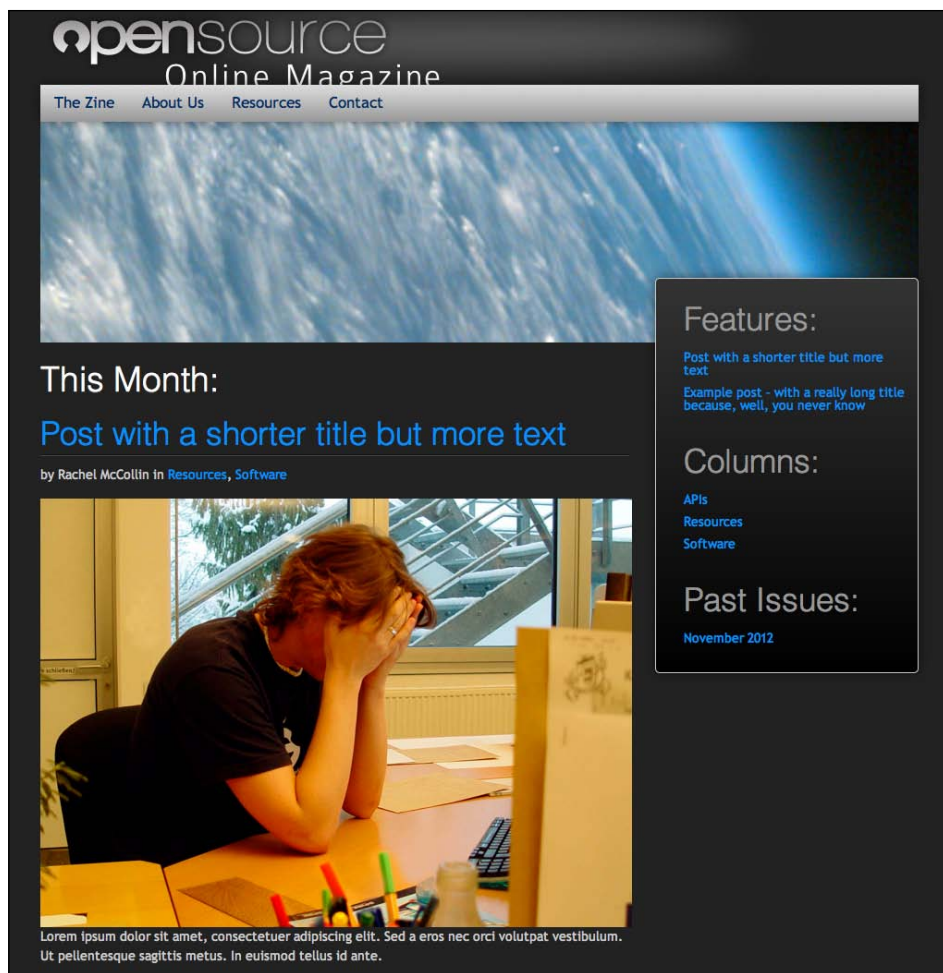 opensource
Online Magazine
The Zine About Us Resources Contact
This Month:
Post with a shorter title but more text
by Rachel McCollin in Resources, Software
Lorem ipsum dolor sit amet, consectetuer adipiscing elit. Sed a eros nec orci volutpat vestibulum.
Ut pellentesque sagittis metus. In euismod tellus id ante.
Features:
Post with a shorter title but more
text
Example post – with a really long title
because, well, you never know
Columns:
APIs
Resources
Software
Past Issues:
November 2012